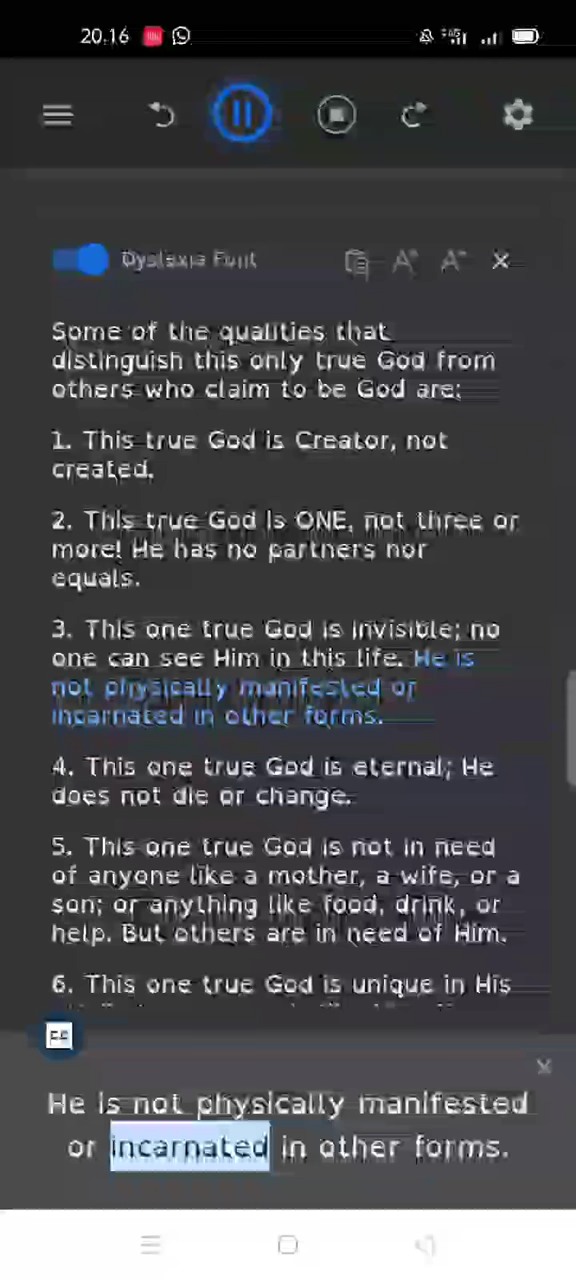 20.16
Dyslexia Font
A+ A-
Some of the qualities that
distinguish this only true God from
others who claim to be God are:
1. This true God is Creator, not
created.
2. This true God is ONE, not three or
more! He has no partners nor
equals.
3. This one true God is invisible; no
one can see Him in this life. He is
not physically manifested or
incarnated in other forms.
4. This one true God is eternal; He
does not die or change.
5. This one true God is not in need
of anyone like a mother, a wife, or a
son; or anything like food, drink, or
help. But others are in need of Him.
6. This one true God is unique in His
He is not physically manifested
or incarnated in other forms.